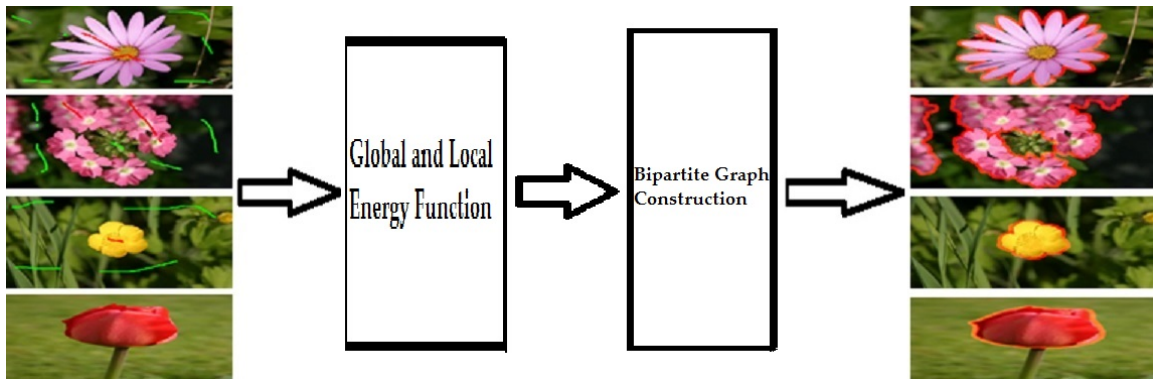 Global and Local
Energy Function
Bipartite Graph
Construction